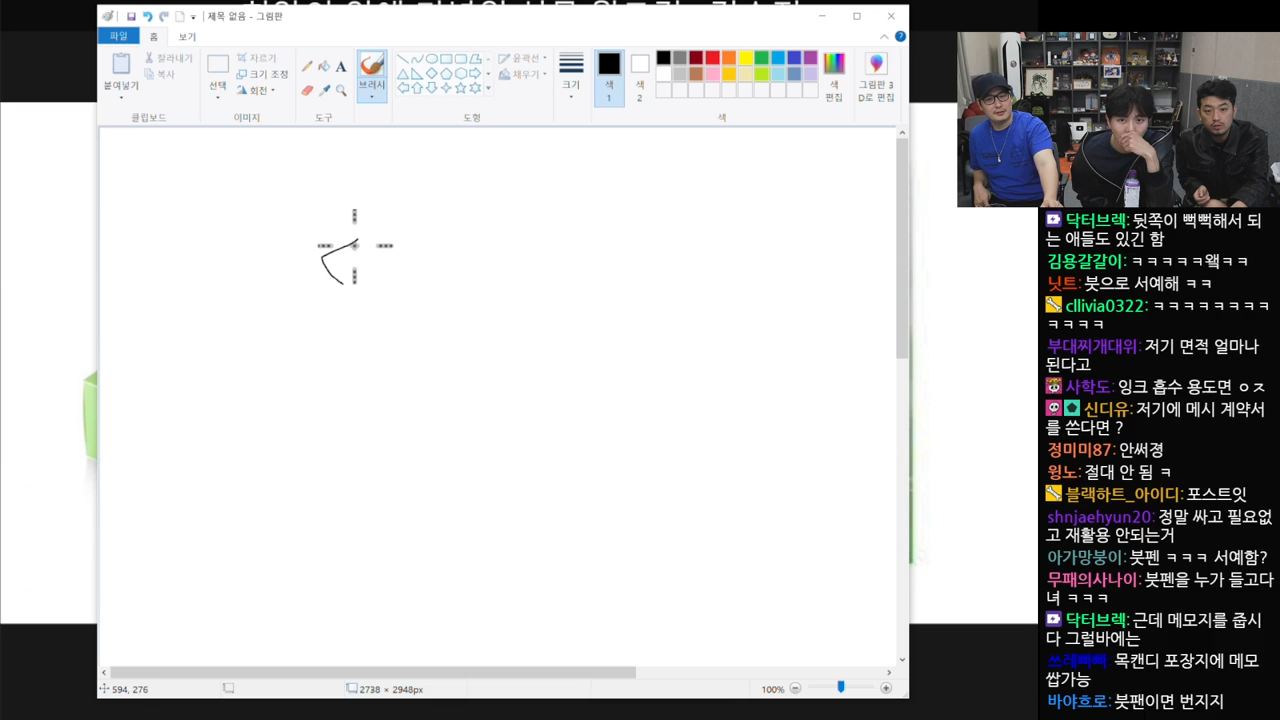 제목 없음 - 그림판
파일
홈
보기
붙여넣기
잘라내기
복사
클립보드
선택
자르기
크기 조정
회전
이미지
A
도구
브러시
윤곽선
채우기
도형
크기
색
1
색
2
색
편집
그림판 3
D로 편집
색
594, 276
2738 × 2948px
100%
닥터브렉: 뒷쪽이 뻑뻑해서 되
는 애들도 있긴 함
김용갈갈이: ㅋㅋㅋㅋㅋ왴ㅋㅋ
닛트: 붓으로 서예해 ㅋㅋ
cllivia0322: ㅋㅋㅋㅋㅋㅋㅋㅋ
ㅋㅋㅋㅋ
부대찌개대위: 저기 면적 얼마나
된다고
사학도: 잉크 흡수 용도면 ㅇㅈ
신디유: 저기에 메시 계약서
를 쓴다면 ?
정미미87: 안써경
윙노: 절대 안 됨 ㅋ
블랙하트_아이디: 포스트잇
shnjaehyun20: 정말 싸고 필요없
고 재활용 안되는거
아가망붕이: 붓펜 ㅋㅋㅋ 서예함?
무패의사나이: 붓펜을 누가 들고다
녀 ㅋㅋㅋ
닥터브렉: 근데 메모지를 줍시
다 그럴바에는
쓰레빠삐: 목캔디 포장지에 메모
쌉가능
바야흐로: 붓팬이면 번지지